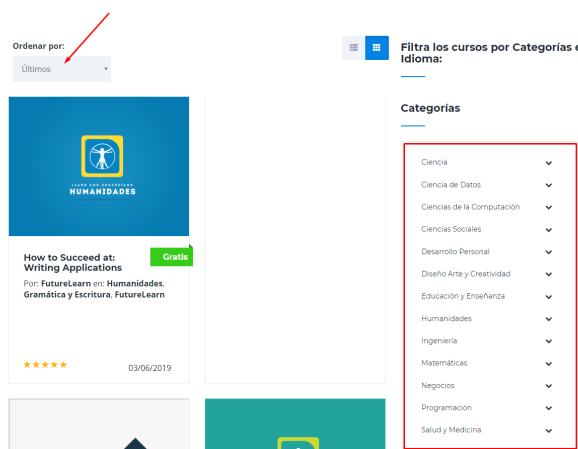 Ordenar por:
Últimos
Filtra los cursos por Categorías e
Idioma:
Categorías
LEARN AND UNDERSTAND
HUMANIDADES
How to Succeed at:
Writing Applications
Gratis
Por: FutureLearn en: Humanidades,
Gramática y Escritura, FutureLearn
03/06/2019
Ciencia
Ciencia de Datos
Ciencias de la Computación
Ciencias Sociales
Desarrollo Personal
Diseño Arte y Creatividad
Educación y Enseñanza
Humanidades
Ingeniería
Matemáticas
Negocios
Programación
Salud y Medicina